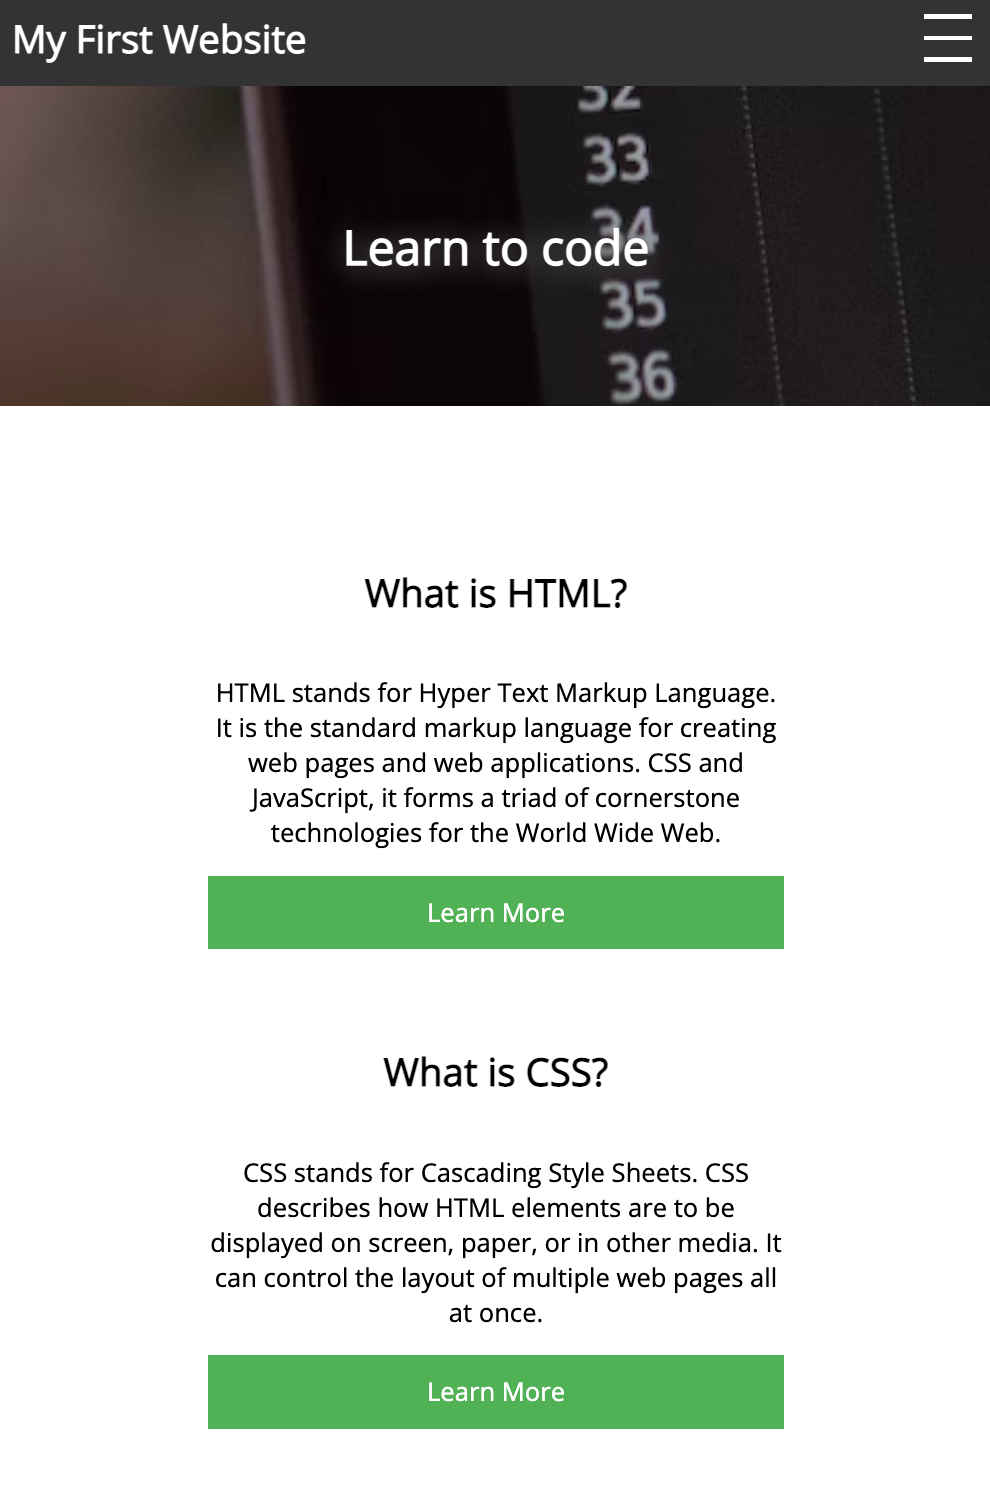 My First Website
32
33
34
Learn to code
35
36
What is HTML?
HTML stands for Hyper Text Markup Language.
It is the standard markup language for creating
web pages and web applications. CSS and
JavaScript, it forms a triad of cornerstone
technologies for the World Wide Web.
Learn More
What is CSS?
CSS stands for Cascading Style Sheets. CSS
describes how HTML elements are to be
displayed on screen, paper, or in other media. It
can control the layout of multiple web pages all
at once.
Learn More